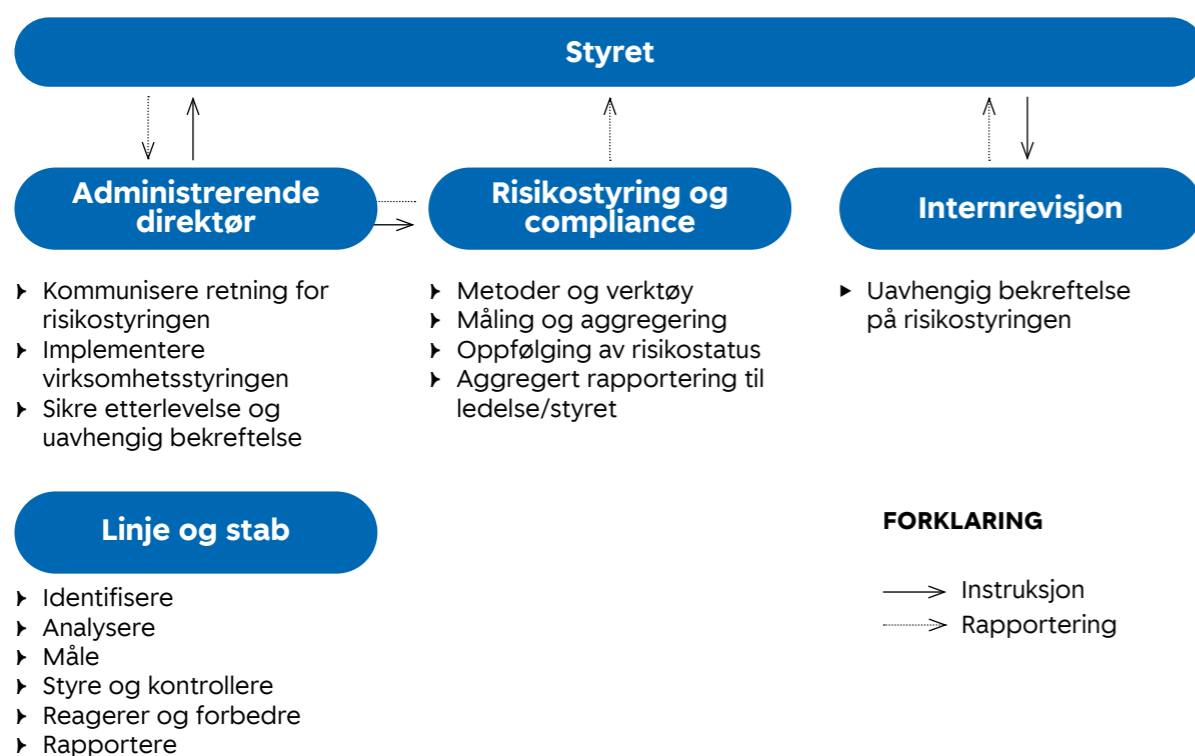 Styret
Administrerende
direktør
Risikostyring og
compliance
Internrevisjon
Kommunisere retning for
risikostyringen
Implementere
virksomhetsstyringen
Sikre etterlevelse og
uavhengig bekreftelse
Metoder og verktøy
Måling og aggregering
Oppfølging av risikostatus
Aggregert rapportering til
ledelse/styret
Uavhengig bekreftelse
på risikostyringen
Linje og stab
Identifisere
Analysere
Måle
Styre og kontrollere
Reagerer og forbedre
Rapportere
FORKLARING
Instruksjon
Rapportering